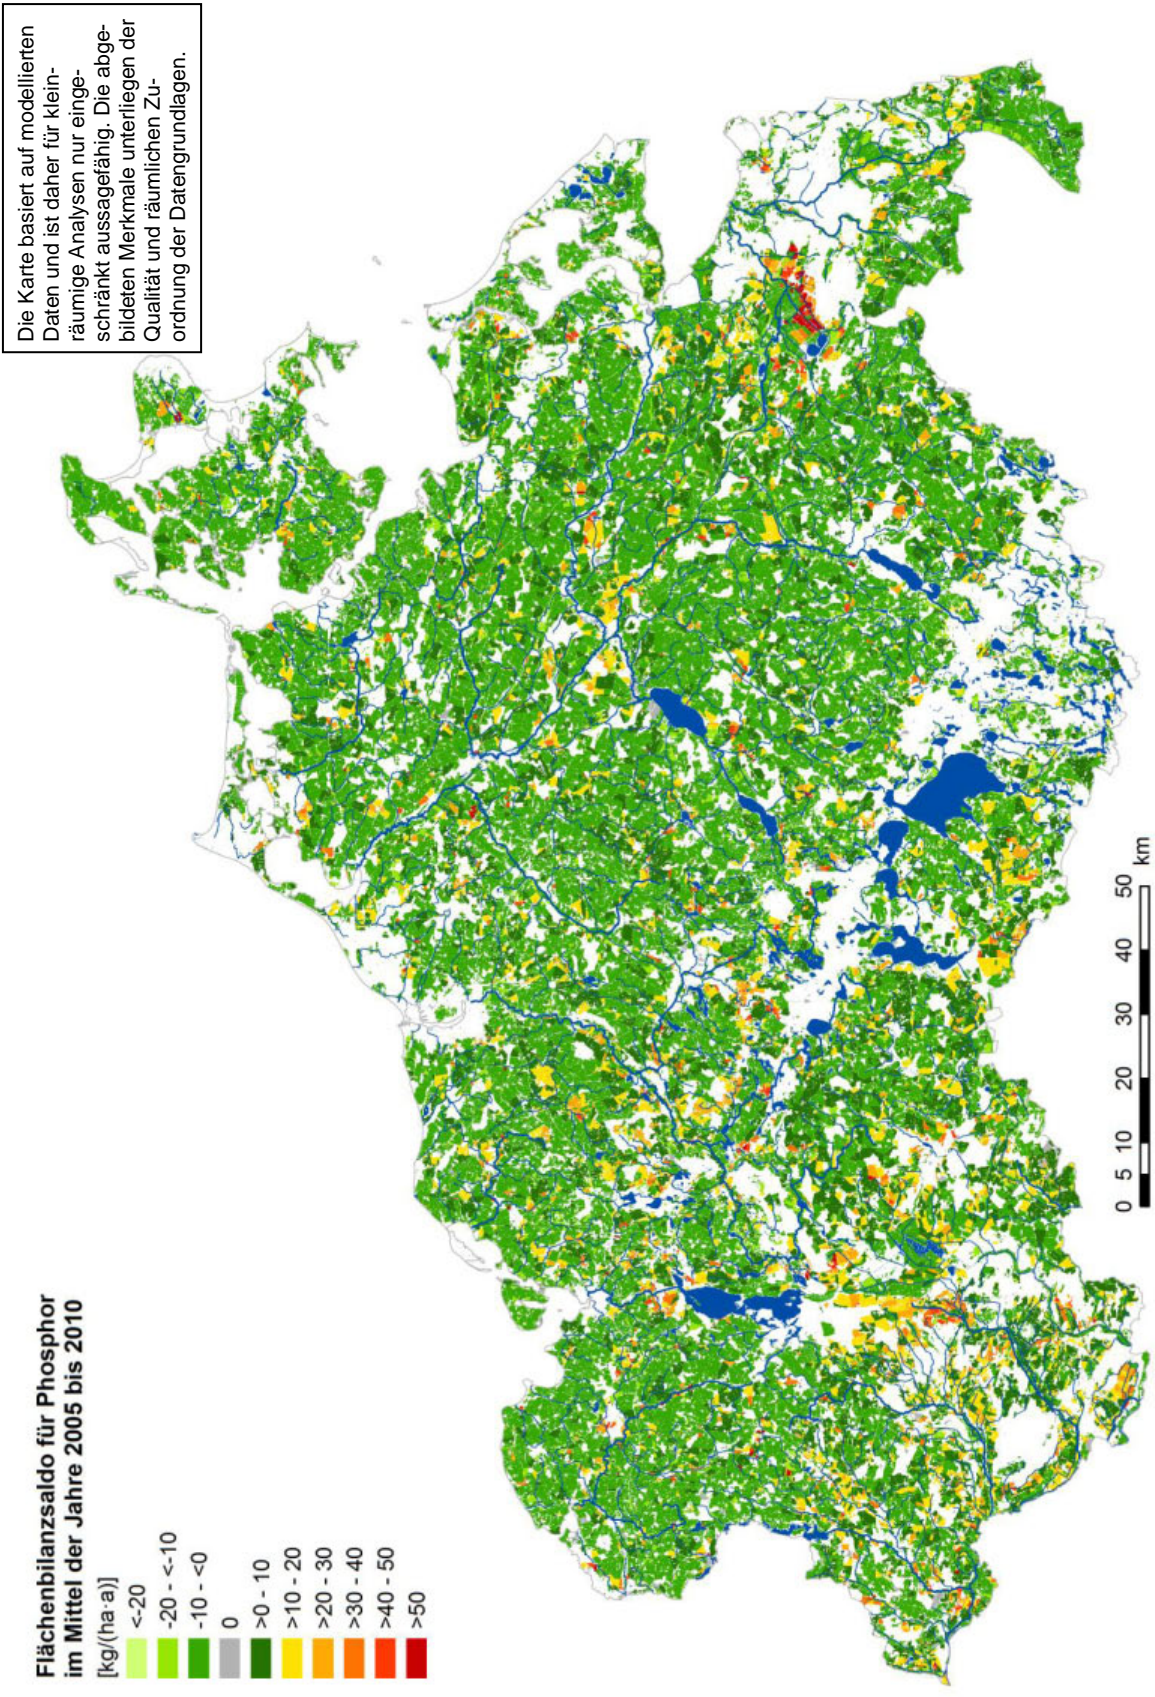 Flächenbilanzsaldo für Phosphor
im Mittel der Jahre 2005 bis 2010
[kg/(ha·a)]
<-20
-20 - <-10
-10 - <0
0
>0 - 10
>10 - 20
>20 - 30
>30 - 40
>40 - 50
>50
Die Karte basiert auf modellierten
Daten und ist daher für klein-
räumige Analysen nur einge-
schränkt aussagefähig. Die abge-
bildeten Merkmale unterliegen der
Qualität und räumlichen Zu-
ordnung der Datengrundlagen.
0 5 10 20 30 40 50 km